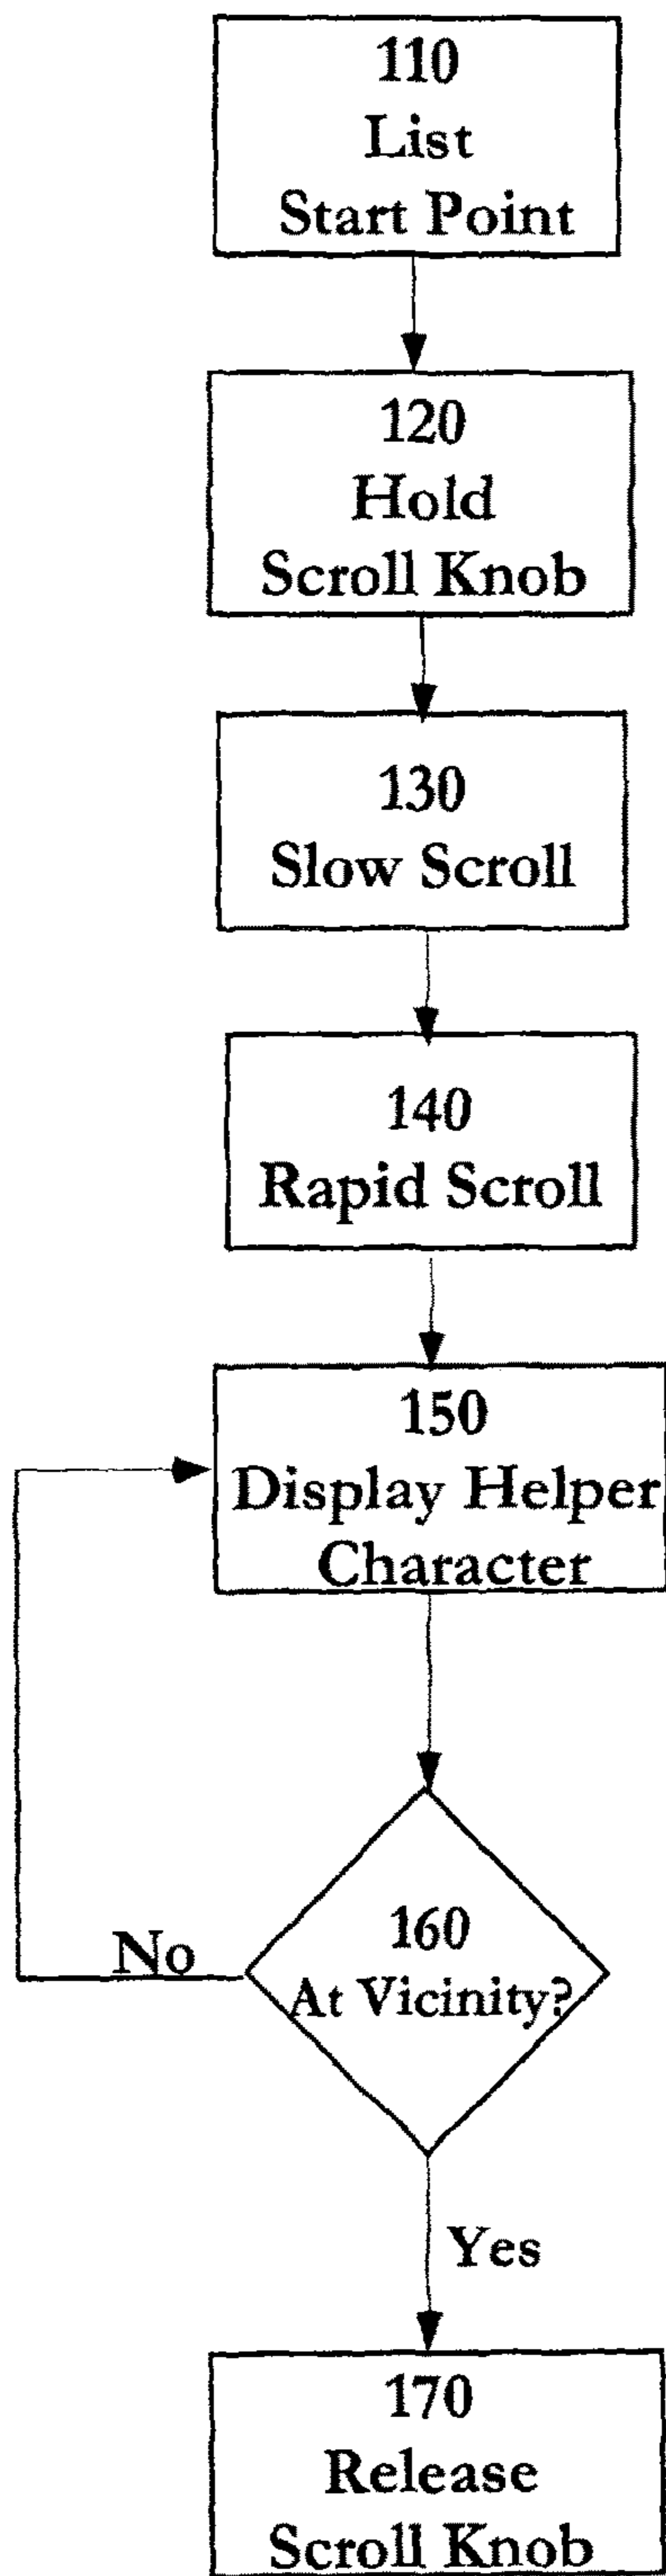 110
List
Start Point
120
Hold
Scroll Knob
130
Slow Scroll
140
Rapid Scroll
150
Display Helper
Character
160
At Vicinity?
No
Yes
170
Release
Scroll Knob